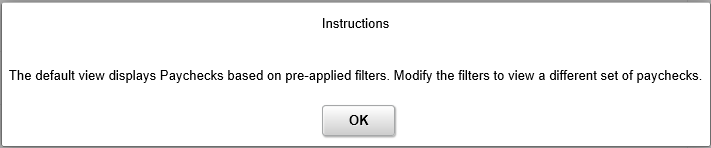 Instructions
The default view displays Paychecks based on pre-applied filters. Modify the filters to view a different set of paychecks.
OK